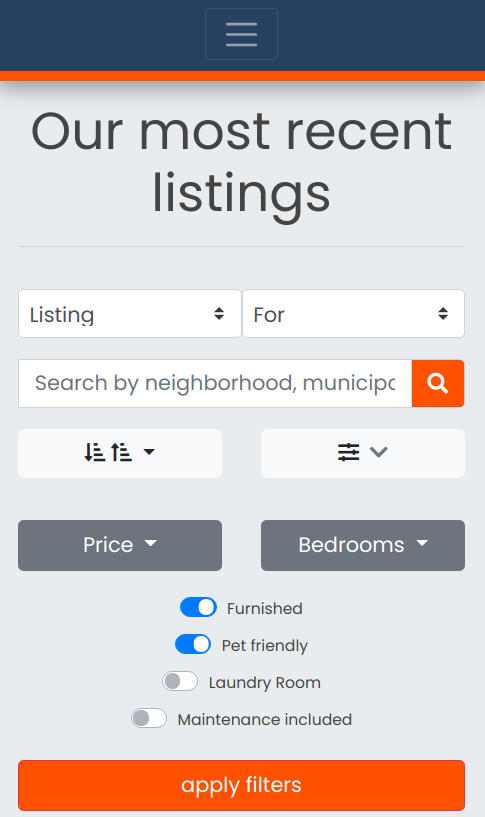 Our most recent
listings
Listing
For
Search by neighborhood, municipc
Price
Bedrooms
Furnished
Pet friendly
Laundry Room
Maintenance included
apply filters